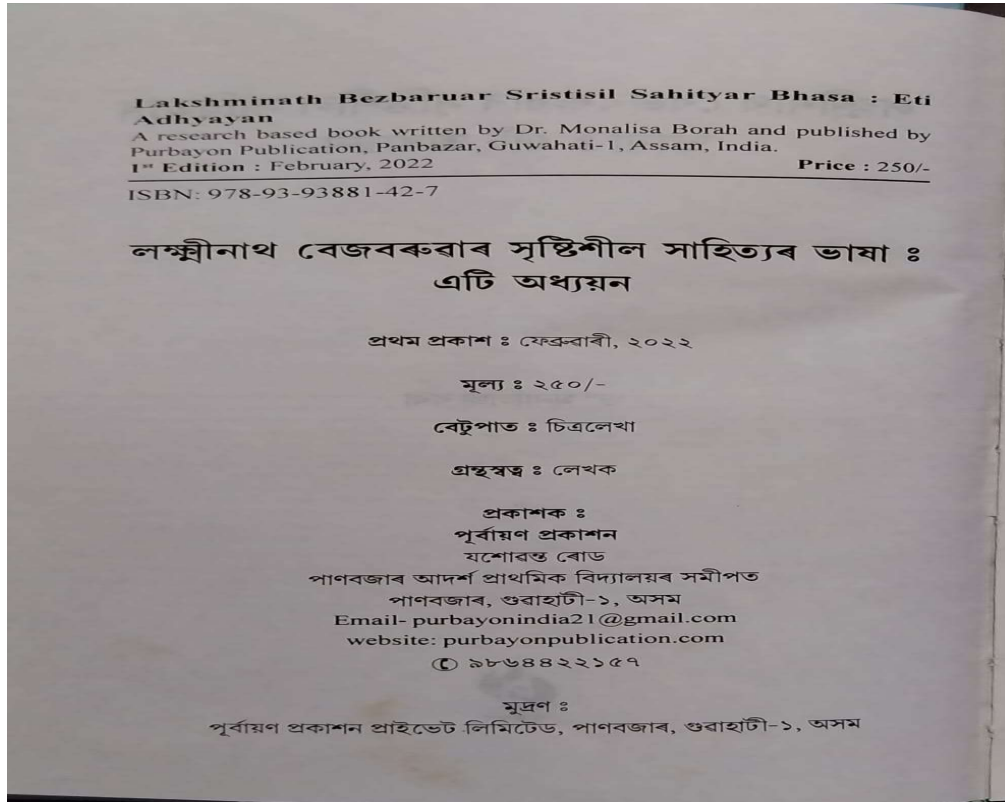 Lakshminath Bezbaruar Sristisil Sahityar Bhasa : Eti
Adhyayan
A research based book written by Dr. Monalisa Borah and published by
Purbayon Publication, Panbazar, Guwahati-1, Assam, India.
1st Edition : February, 2022 Price : 250/-
ISBN: 978-93-93881-42-7
লক্ষ্মীনাথ বেজবৰুৱাৰ সৃষ্টিশীল সাহিত্যৰ ভাষা ঃ
এটি অধ্যয়ন
প্ৰথম প্ৰকাশ ঃ ফেব্ৰুৱাৰী, ২০২২
মূল্য ঃ ২৫০/-
বেটুপাত ঃ চিত্ৰলেখা
গ্ৰন্থস্বত্ব ঃ লেখক
প্ৰকাশক ঃ
পূৰ্বায়ণ প্ৰকাশন
যশোৱন্ত ৰোড
পাণবজাৰ আদৰ্শ প্ৰাথমিক বিদ্যালয়ৰ সমীপত
পাণবজাৰ, গুৱাহাটী-১, অসম
Email- purbayonindia21@gmail.com
website: purbayonpublication.com
✆ ৯৮৬৪৪২২১৫৭
মুদ্ৰণ ঃ
পূৰ্বায়ণ প্ৰকাশন প্ৰাইভেট লিমিটেড, পাণবজাৰ, গুৱাহাটী-১, অসম